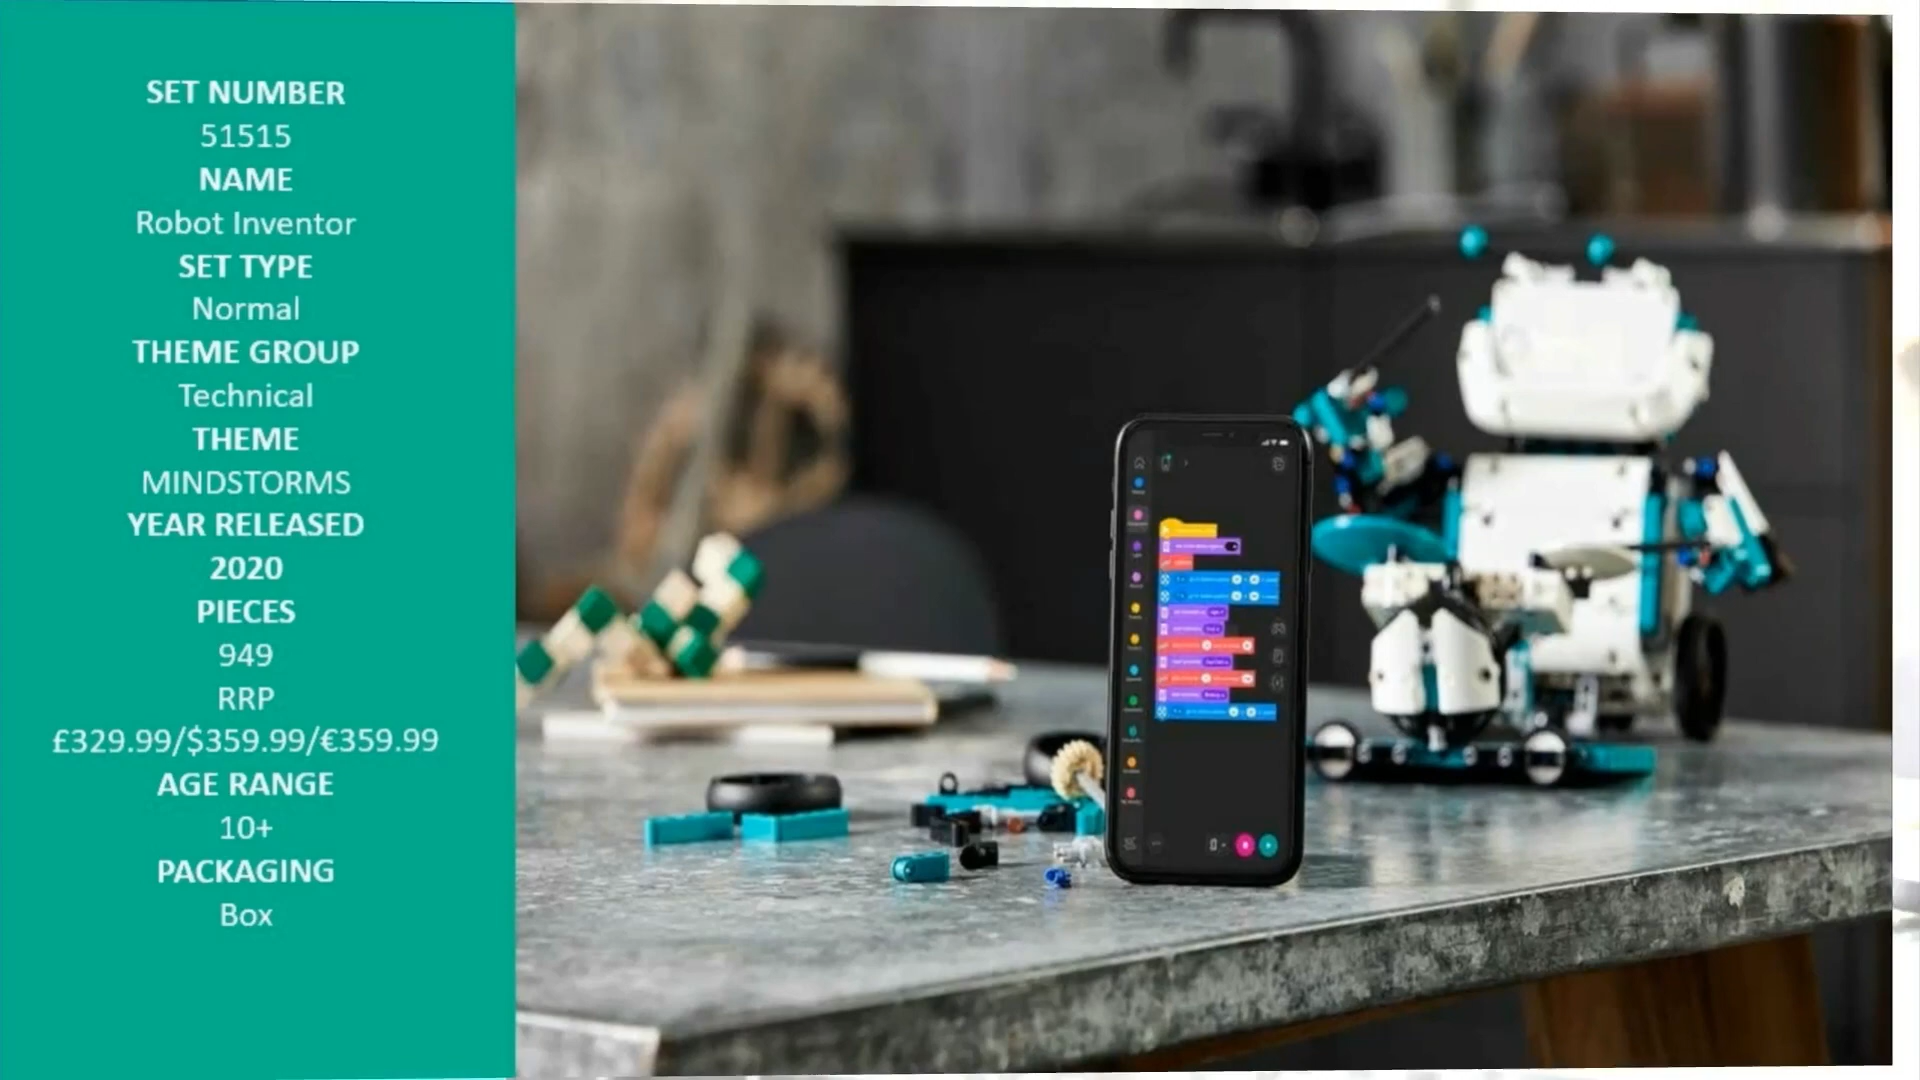 SET NUMBER
51515
NAME
Robot Inventor
SET TYPE
Normal
THEME GROUP
Technical
THEME
MINDSTORMS
YEAR RELEASED
2020
PIECES
949
RRP
£329.99/$359.99/€359.99
AGE RANGE
10+
PACKAGING
Box